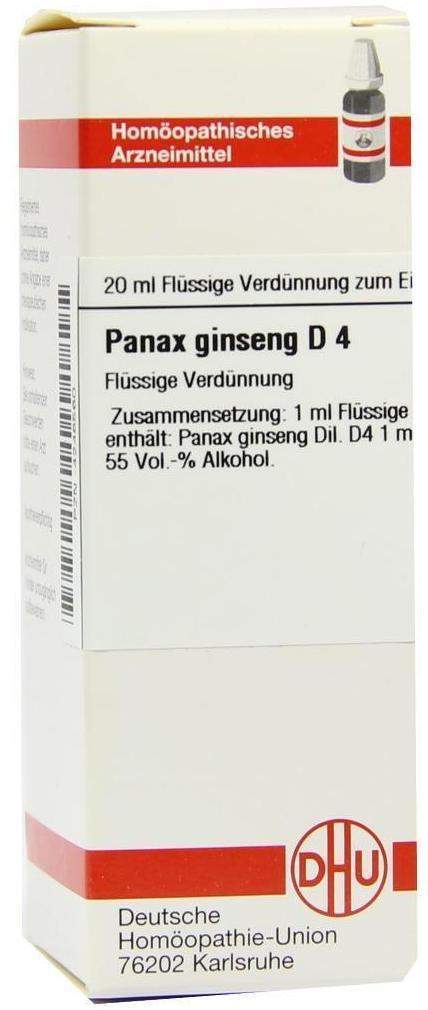 Homöopathisches
Arzneimittel
20 ml Flüssige Verdünnung zum Ei
Panax ginseng D 4
Flüssige Verdünnung
Zusammensetzung: 1 ml Flüssige
enthält: Panax ginseng Dil. D4 1 m
55 Vol.-% Alkohol.
DHU
Deutsche
Homöopathie-Union
76202 Karlsruhe